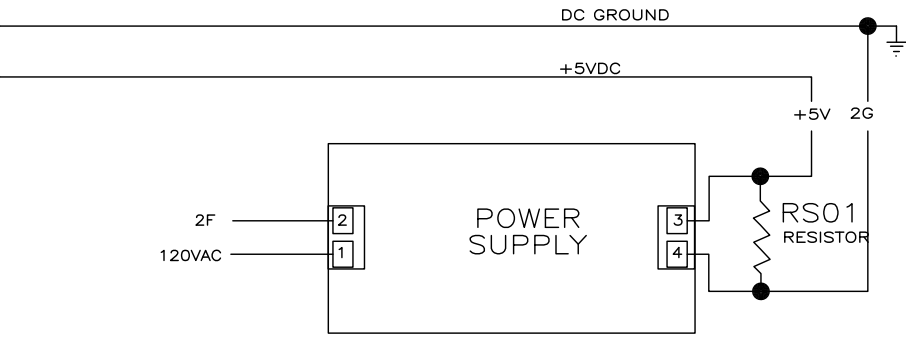 DC GROUND
+5VDC
+5V 2G
2F 2
120VAC 1
POWER
SUPPLY
3
4
RS01
RESISTOR